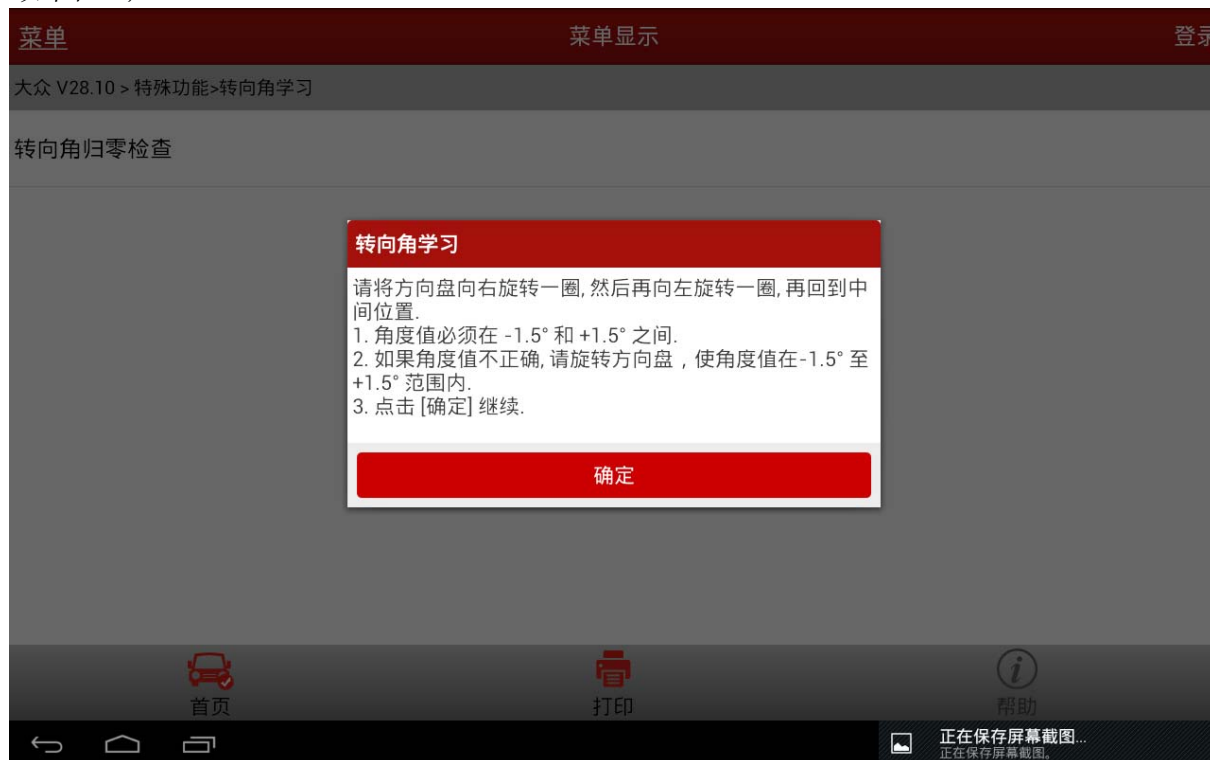 菜单
菜单显示
大众 V28.10 > 特殊功能>转向角学习
转向角归零检查
转向角学习
请将方向盘向右旋转一圈, 然后再向左旋转一圈, 再回到中
间位置.
1. 角度值必须在 -1.5° 和 +1.5° 之间.
2. 如果角度值不正确, 请旋转方向盘，使角度值在-1.5° 至
+1.5° 范围内.
3. 点击 [确定] 继续.
确定
首页
打印
帮助
正在保存屏幕截图...
正在保存屏幕截图。